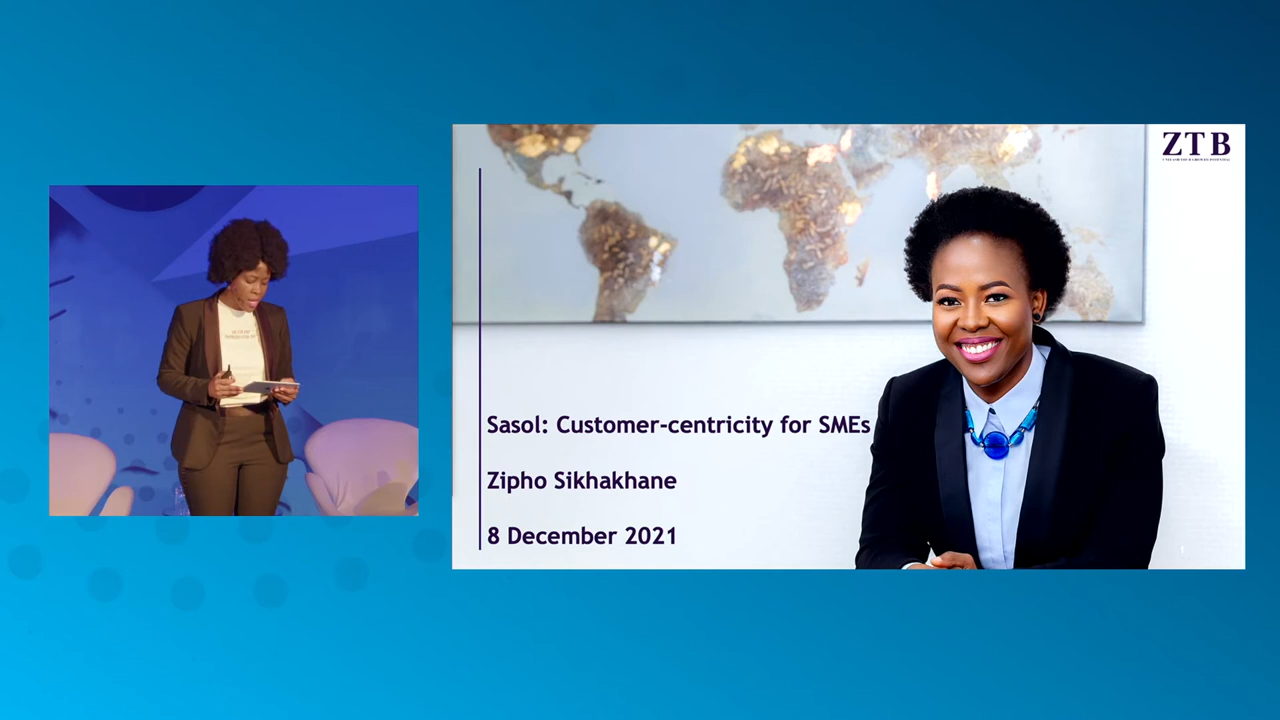 ZTB
Sasol: Customer-centricity for SMEs
Zipho Sikhakhane
8 December 2021